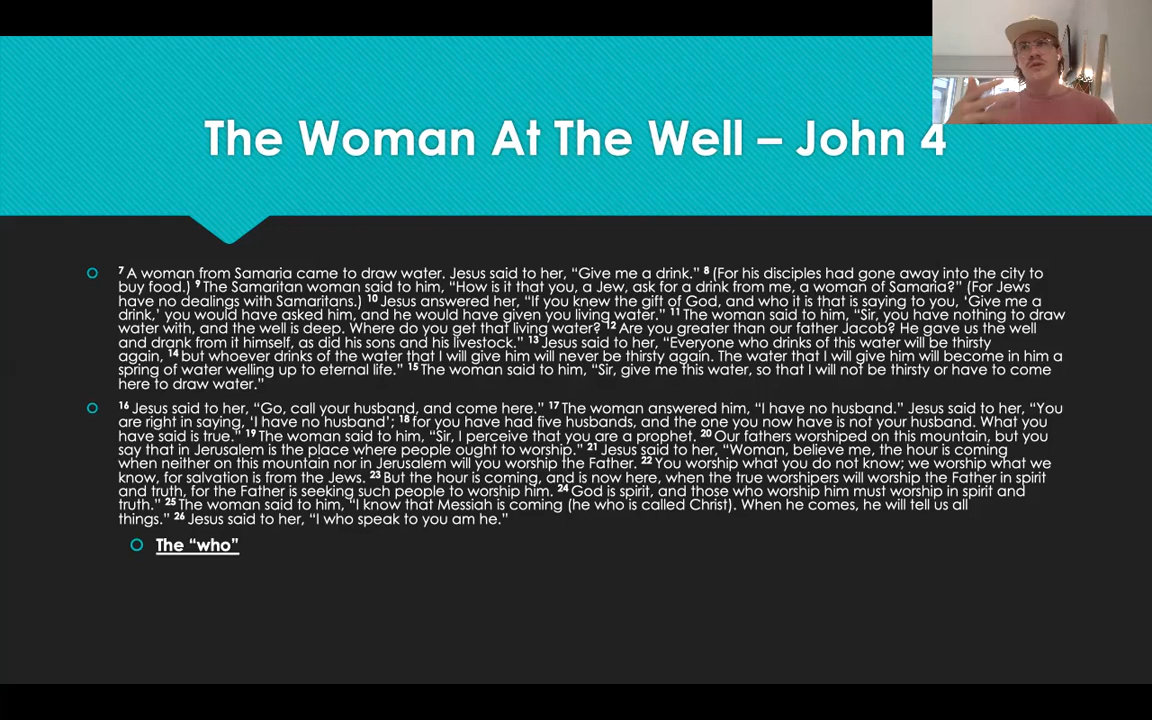 The Woman At The Well – John 4
⁷ A woman from Samaria came to draw water. Jesus said to her, “Give me a drink.” ⁸ (For his disciples had gone away into the city to
buy food.) ⁹ The Samaritan woman said to him, “How is it that you, a Jew, ask for a drink from me, a woman of Samaria?” (For Jews
have no dealings with Samaritans.) ¹⁰ Jesus answered her, “If you knew the gift of God, and who it is that is saying to you, ‘Give me a
drink,’ you would have asked him, and he would have given you living water.” ¹¹ The woman said to him, “Sir, you have nothing to draw
water with, and the well is deep. Where do you get that living water? ¹² Are you greater than our father Jacob? He gave us the well
and drank from it himself, as did his sons and his livestock.” ¹³ Jesus said to her, “Everyone who drinks of this water will be thirsty
again, ¹⁴ but whoever drinks of the water that I will give him will never be thirsty again. The water that I will give him will become in him a
spring of water welling up to eternal life.” ¹⁵ The woman said to him, “Sir, give me this water, so that I will not be thirsty or have to come
here to draw water.”
¹⁶ Jesus said to her, “Go, call your husband, and come here.” ¹⁷ The woman answered him, “I have no husband.” Jesus said to her, “You
are right in saying, ‘I have no husband’; ¹⁸ for you have had five husbands, and the one you now have is not your husband. What you
have said is true.” ¹⁹ The woman said to him, “Sir, I perceive that you are a prophet. ²⁰ Our fathers worshiped on this mountain, but you
say that in Jerusalem is the place where people ought to worship.” ²¹ Jesus said to her, “Woman, believe me, the hour is coming
when neither on this mountain nor in Jerusalem will you worship the Father. ²² You worship what you do not know; we worship what we
know, for salvation is from the Jews. ²³ But the hour is coming, and is now here, when the true worshipers will worship the Father in spirit
and truth, for the Father is seeking such people to worship him. ²⁴ God is spirit, and those who worship him must worship in spirit and
truth.” ²⁵ The woman said to him, “I know that Messiah is coming (he who is called Christ). When he comes, he will tell us all
things.” ²⁶ Jesus said to her, “I who speak to you am he.”
The “who”